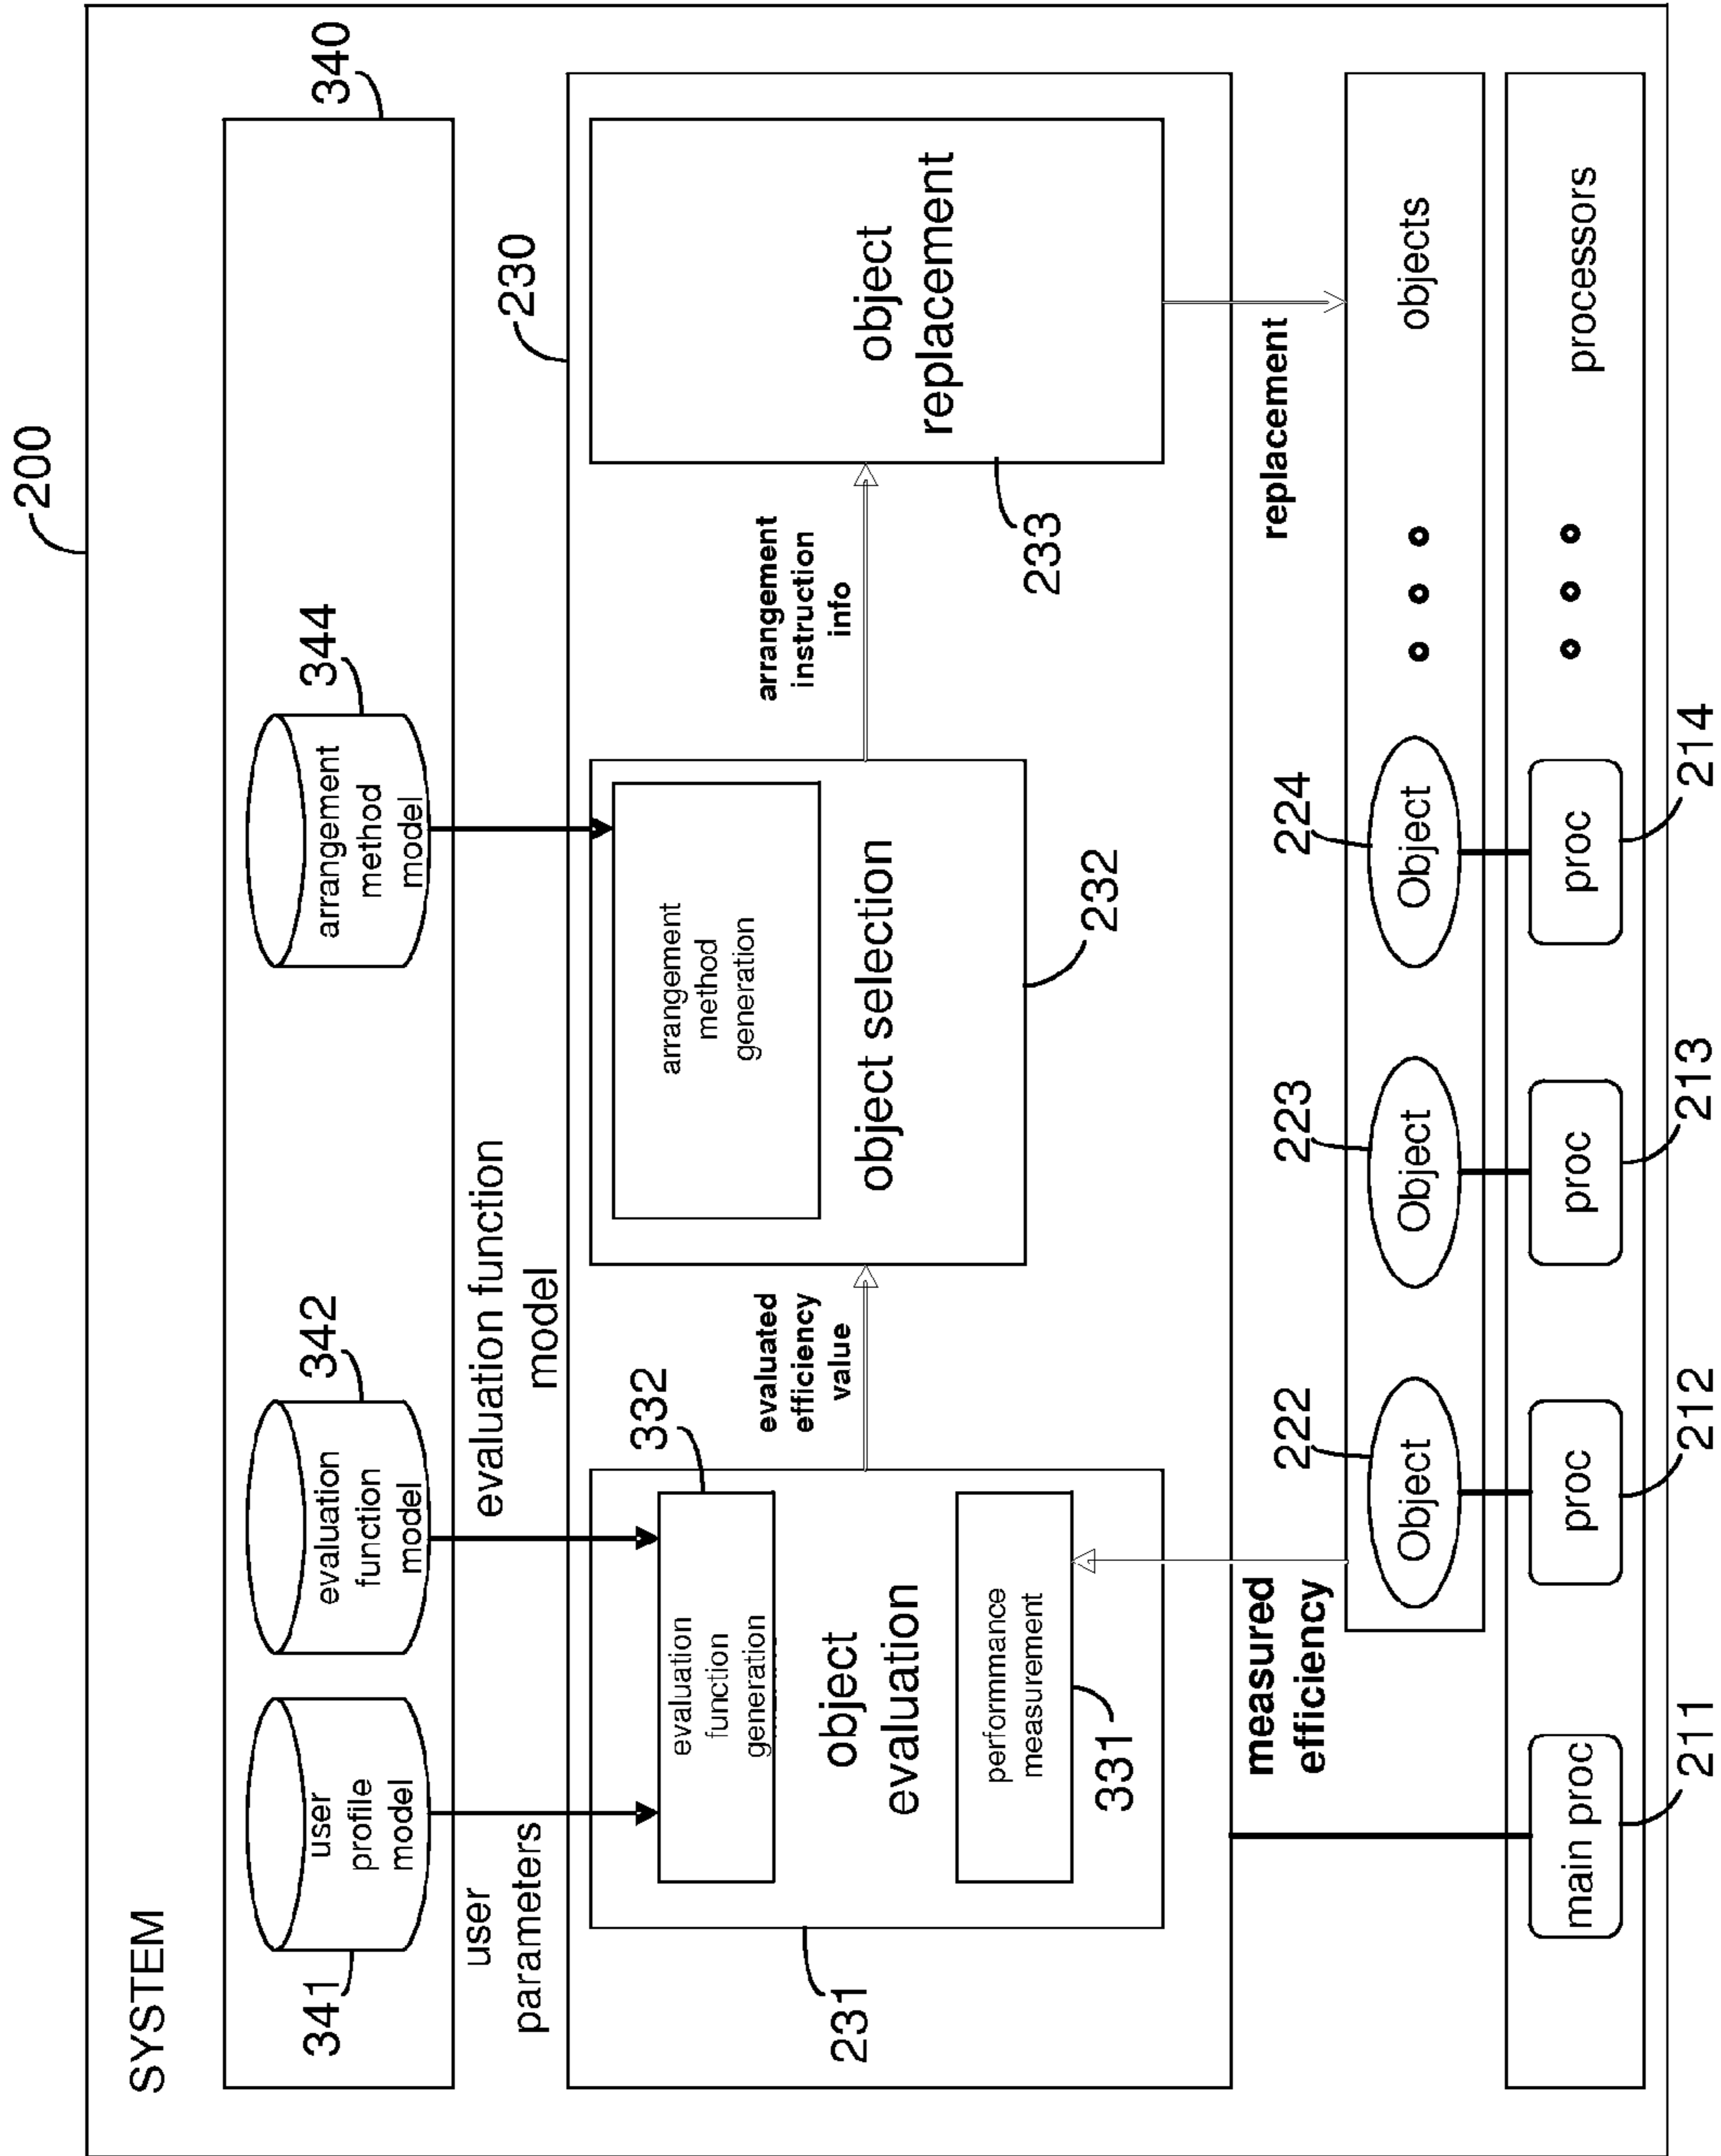 200
SYSTEM
340
341
user
profile
model
342
evaluation
function
model
344
arrangement
method
model
user
parameters
evaluation function
model
230
332
evaluation
function
generation
object
evaluation
performmance
measurement
331
231
evaluated
efficiency
value
arrangement
method
generation
object selection
232
arrangement
instruction
info
object
replacement
233
measured
efficiency
replacement
222
Object
223
Object
224
Object
objects
main proc
proc
proc
proc
processors
211
212
213
214